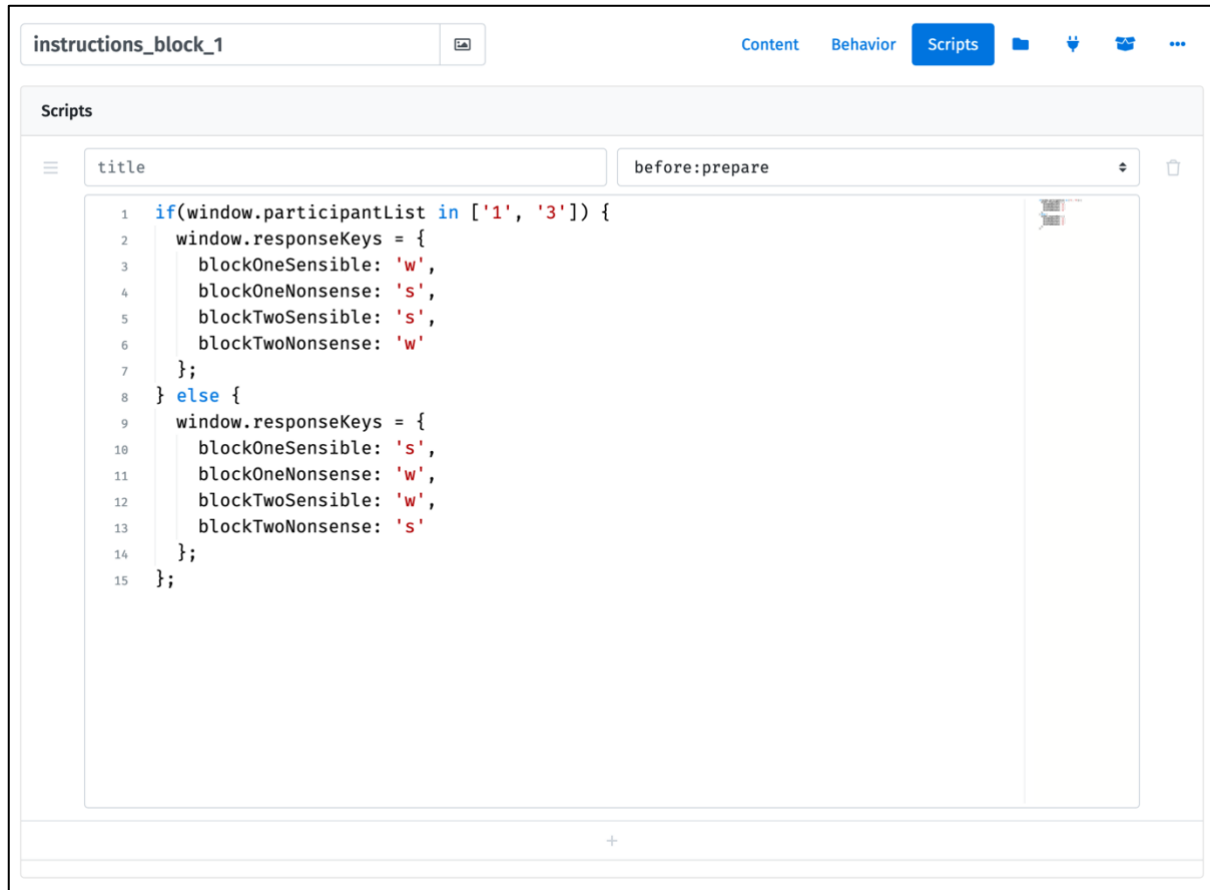 instructions_block_1 Content Behavior Scripts
Scripts
title before:prepare
1 if(window.participantList in ['1', '3']) {
2 window.responseKeys = {
3 blockOneSensible: 'w',
4 blockOneNonsense: 's',
5 blockTwoSensible: 's',
6 blockTwoNonsense: 'w'
7 };
8 } else {
9 window.responseKeys = {
10 blockOneSensible: 's',
11 blockOneNonsense: 'w',
12 blockTwoSensible: 'w',
13 blockTwoNonsense: 's'
14 };
15 };
+